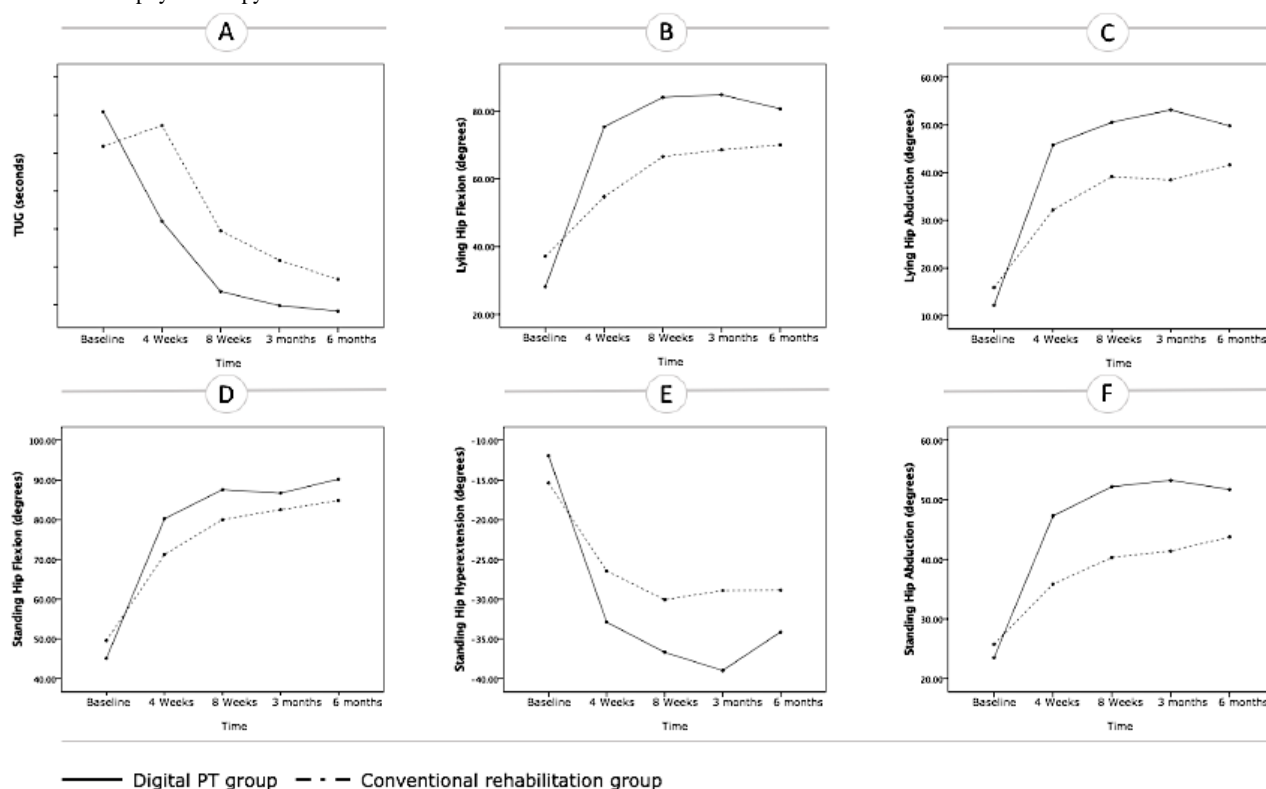 A B C
TUG (seconds)
Baseline 4 Weeks 8 Weeks 3 months 6 months
Time
Lying Hip Flexion (degrees)
80.00
60.00
40.00
20.00
Baseline 4 Weeks 8 Weeks 3 months 6 months
Time
Lying Hip Abduction (degrees)
60.00
50.00
40.00
30.00
20.00
10.00
Baseline 4 Weeks 8 Weeks 3 months 6 months
Time
D E F
Standing Hip Flexion (degrees)
100.00
90.00
80.00
70.00
60.00
50.00
40.00
Baseline 4 Weeks 8 Weeks 3 months 6 months
Time
Standing Hip Hyperextension (degrees)
-10.00
-15.00
-20.00
-25.00
-30.00
-35.00
-40.00
Baseline 4 Weeks 8 Weeks 3 months 6 months
Time
Standing Hip Abduction (degrees)
60.00
50.00
40.00
30.00
20.00
Baseline 4 Weeks 8 Weeks 3 months 6 months
Time
Digital PT group Conventional rehabilitation group